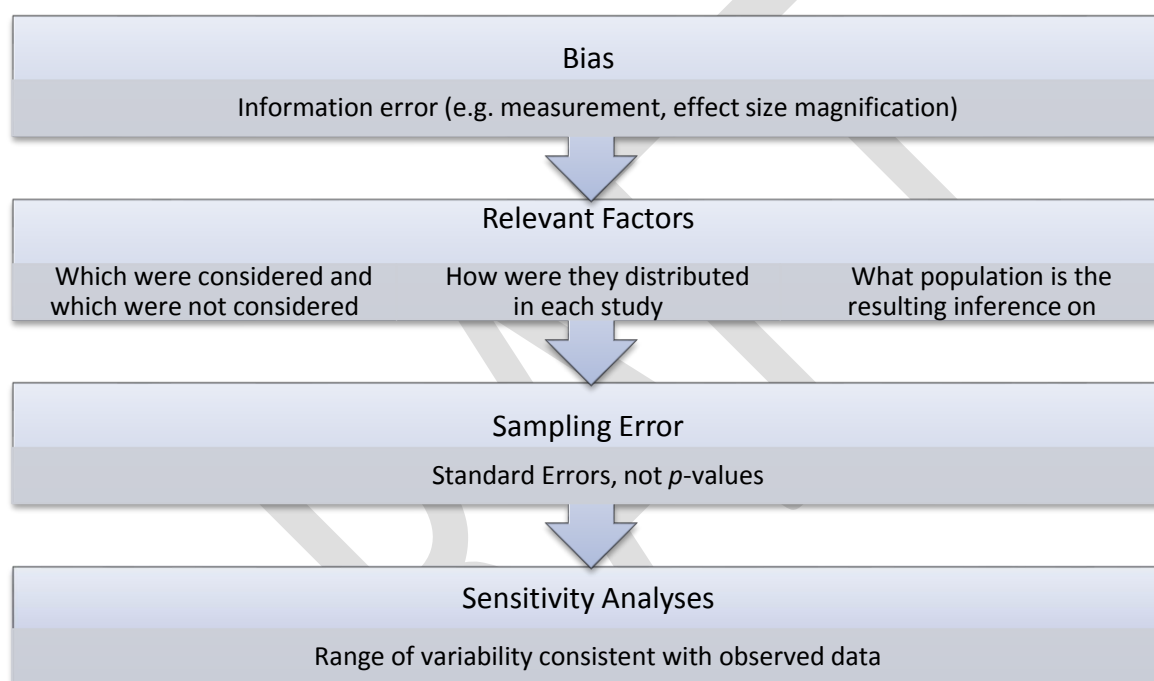 Bias
Information error (e.g. measurement, effect size magnification)
Relevant Factors
Which were considered and
which were not considered
How were they distributed
in each study
What population is the
resulting inference on
Sampling Error
Standard Errors, not p-values
Sensitivity Analyses
Range of variability consistent with observed data